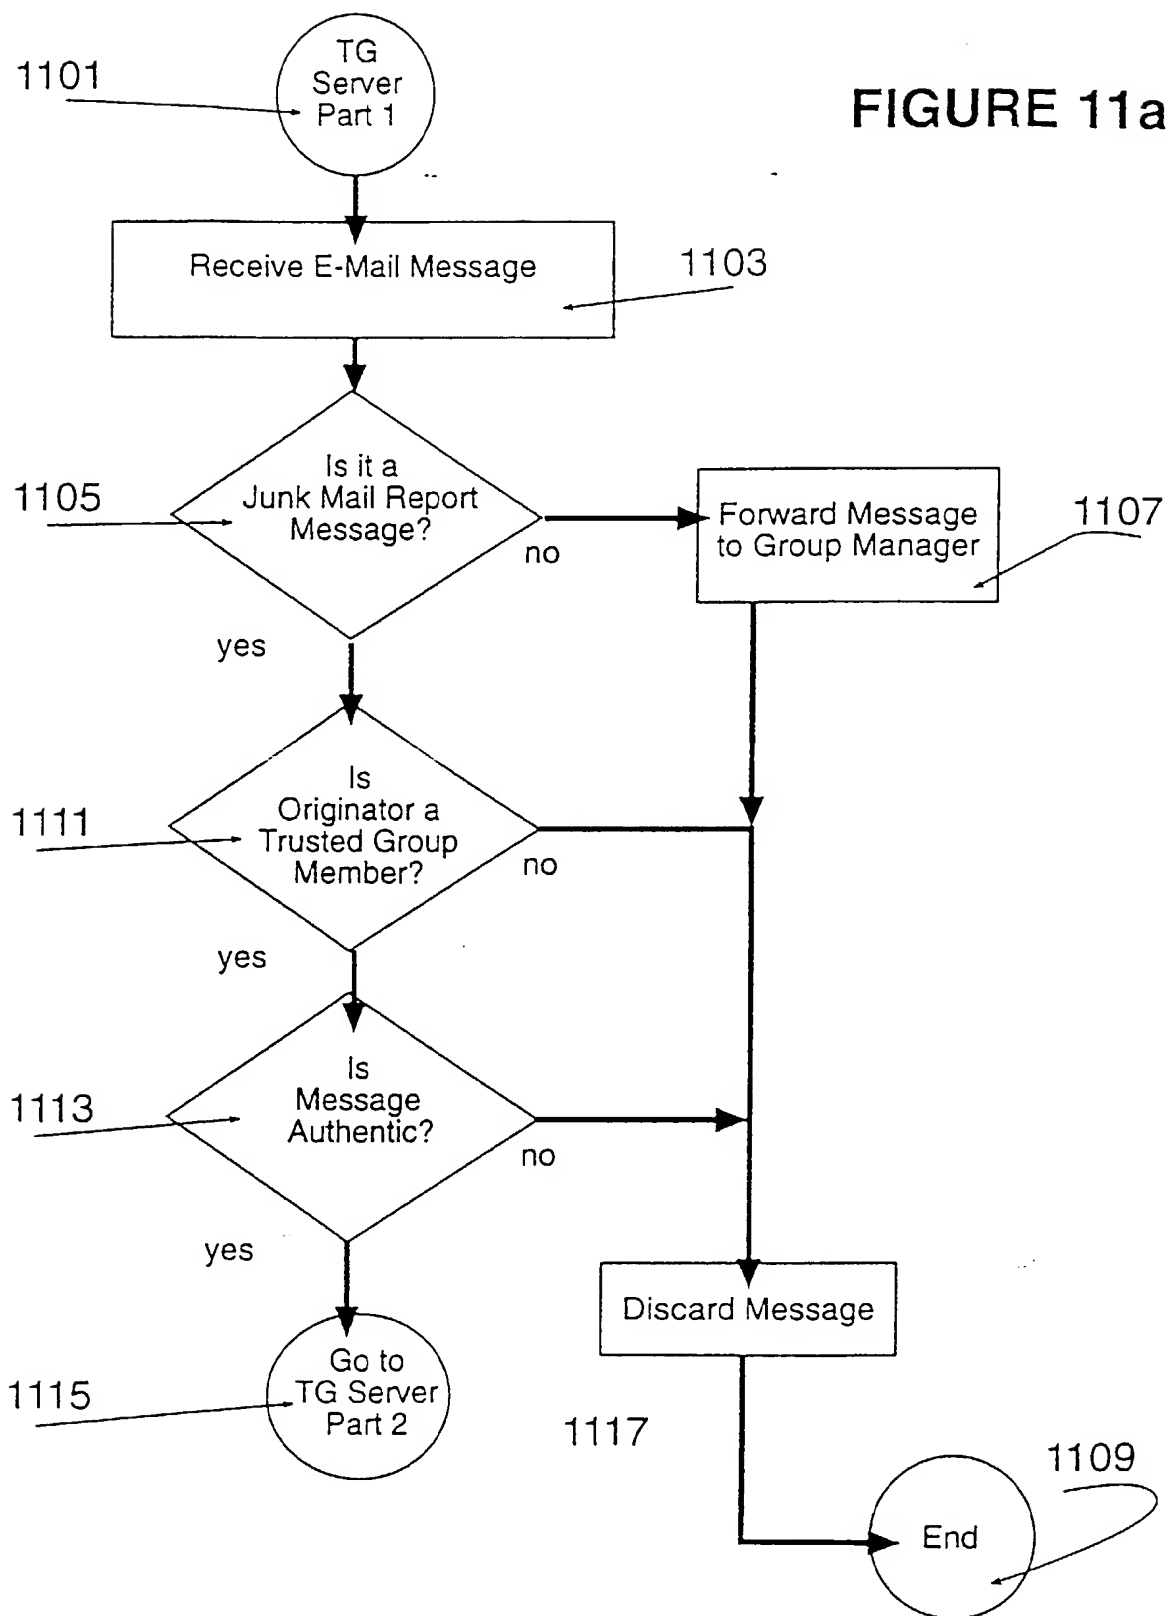 FIGURE 11a
1101
TG
Server
Part 1
Receive E-Mail Message
1103
1105
Is it a
Junk Mail Report
Message?
no
Forward Message
to Group Manager
1107
yes
1111
Is
Originator a
Trusted Group
Member?
no
yes
1113
Is
Message
Authentic?
no
yes
Discard Message
1115
Go to
TG Server
Part 2
1117
1109
End